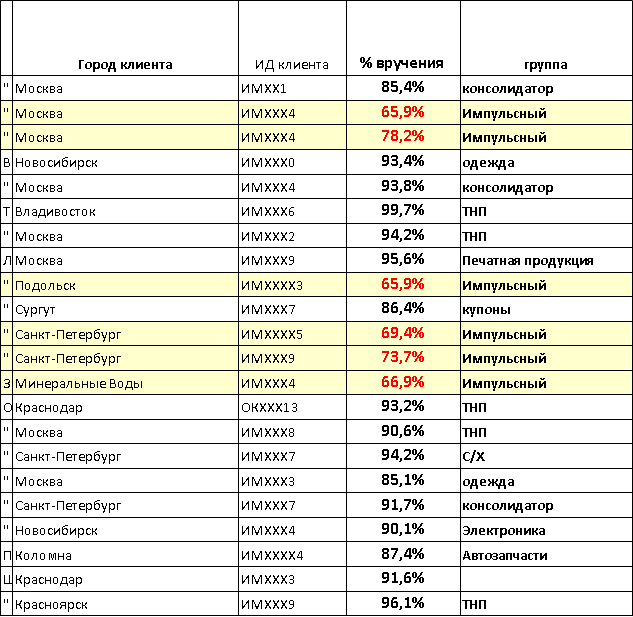 Город клиента ИД клиента % вручения группа
" Москва ИМХХ1 85,4% консолидатор
" Москва ИМХХХ4 65,9% Импульсный
" Москва ИМХХХ4 78,2% Импульсный
В Новосибирск ИМХХХ0 93,4% одежда
" Москва ИМХХХ4 93,8% консолидатор
Т Владивосток ИМХХХ6 99,7% ТНП
" Москва ИМХХХ2 94,2% ТНП
Л Москва ИМХХХ9 95,6% Печатная продукция
" Подольск ИМХХХХ3 65,9% Импульсный
" Сургут ИМХХХ7 86,4% купоны
" Санкт-Петербург ИМХХХХ5 69,4% Импульсный
" Санкт-Петербург ИМХХХ9 73,7% Импульсный
З Минеральные Воды ИМХХХ4 66,9% Импульсный
О Краснодар ОКХХХ13 93,2% ТНП
" Москва ИМХХХ8 90,6% ТНП
" Санкт-Петербург ИМХХХ7 94,2% С/Х
" Москва ИМХХХ3 85,1% одежда
" Санкт-Петербург ИМХХХ7 91,7% консолидатор
" Новосибирск ИМХХХ4 90,1% Электроника
П Коломна ИМХХХХ4 87,4% Автозапчасти
Краснодар ИМХХХ3 91,6%
" Красноярск ИМХХХ9 96,1% ТНП